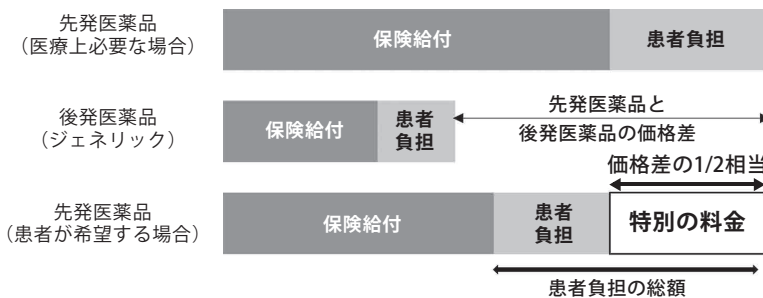 先発医薬品
（医療上必要な場合）
保険給付
患者負担
後発医薬品
（ジェネリック）
保険給付
患者
負担
先発医薬品と
後発医薬品の価格差
価格差の1/2相当
先発医薬品
（患者が希望する場合）
保険給付
患者
負担
特別の料金
患者負担の総額